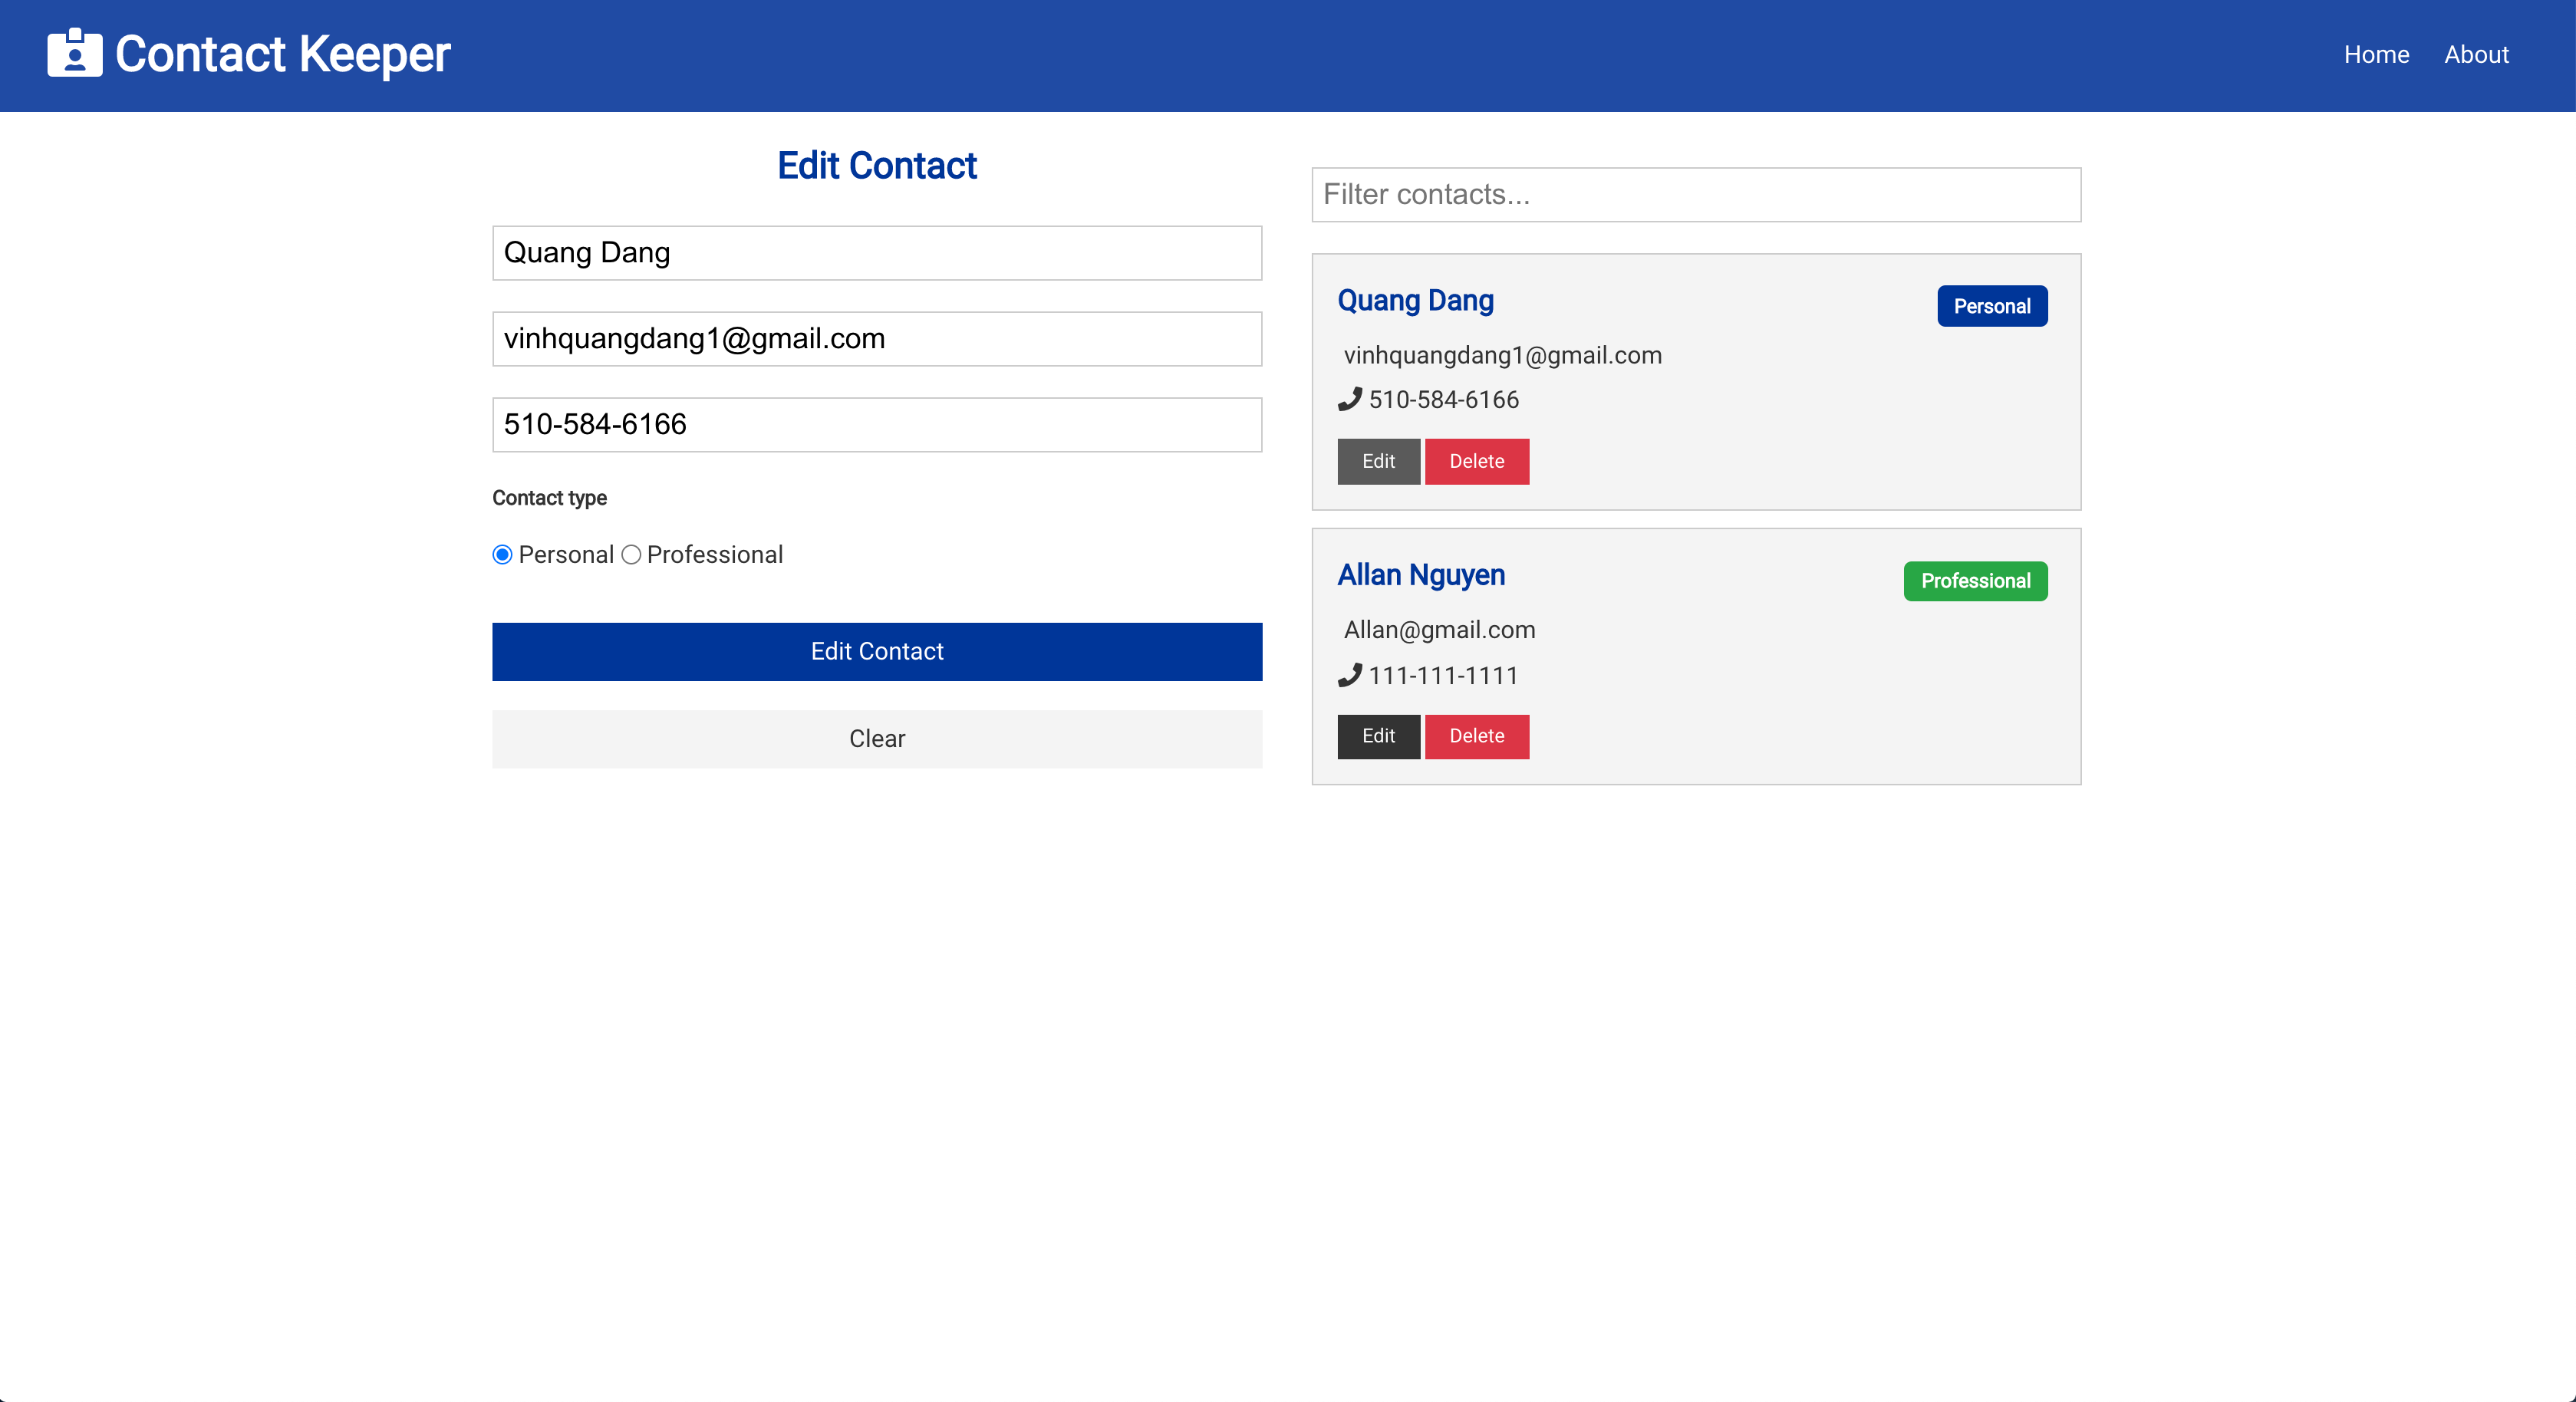 Contact Keeper
Home About
Edit Contact
Quang Dang
vinhquangdang1@gmail.com
510-584-6166
Contact type
Personal Professional
Edit Contact
Clear
Filter contacts...
Quang Dang Personal
vinhquangdang1@gmail.com
510-584-6166
Edit Delete
Allan Nguyen Professional
Allan@gmail.com
111-111-1111
Edit Delete